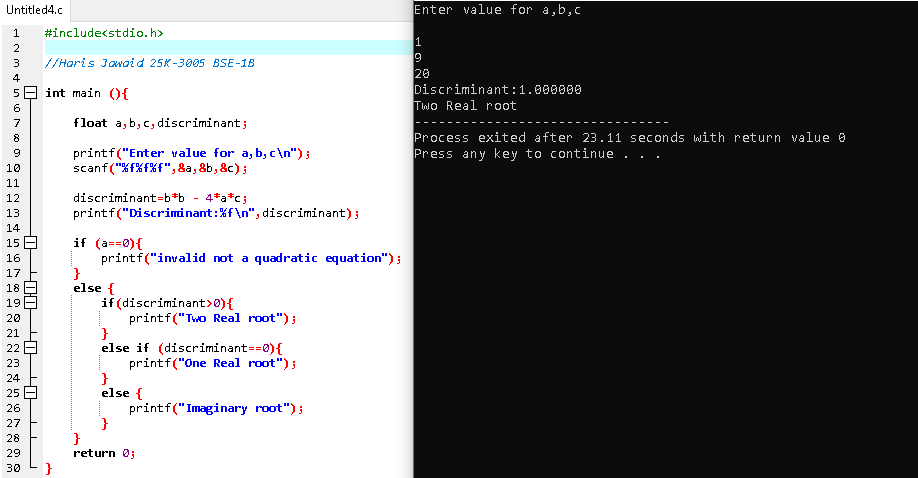 Untitled4.c
1 #include<stdio.h>
2
3 //Haris Jawaid 25K-3005 BSE-1B
4
5 int main (){
6
7 float a,b,c,discriminant;
8
9 printf("Enter value for a,b,c\n");
10 scanf("%f%f%f",&a,&b,&c);
11
12 discriminant=b*b - 4*a*c;
13 printf("Discriminant:%f\n",discriminant);
14
15 if (a==0){
16 printf("invalid not a quadratic equation");
17 }
18 else {
19 if(discriminant>0){
20 printf("Two Real root");
21 }
22 else if (discriminant==0){
23 printf("One Real root");
24 }
25 else {
26 printf("Imaginary root");
27 }
28 }
29 return 0;
30 }
Enter value for a,b,c
1
9
20
Discriminant:1.000000
Two Real root
--------------------------------
Process exited after 23.11 seconds with return value 0
Press any key to continue . . .